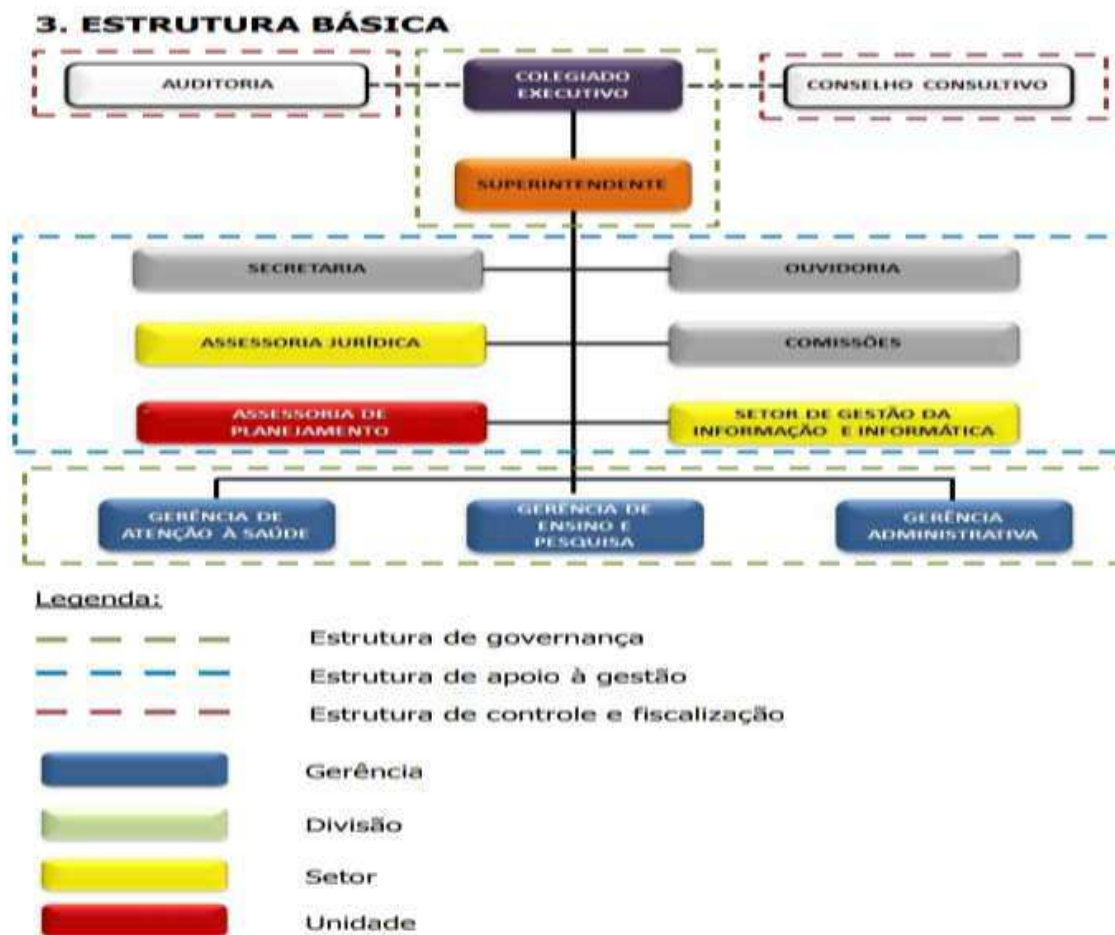 3. ESTRUTURA BÁSICA
AUDITORIA
COLEGIADO
EXECUTIVO
CONSELHO CONSULTIVO
SUPERINTENDENTE
SECRETARIA
OUVIDORIA
ASSESSORIA JURÍDICA
COMISSÕES
ASSESSORIA DE
PLANEJAMENTO
SETOR DE GESTÃO DA
INFORMAÇÃO E INFORMÁTICA
GERÊNCIA DE
ATENÇÃO À SAÚDE
GERÊNCIA DE
ENSINO E
PESQUISA
GERÊNCIA
ADMINISTRATIVA
Legenda:
Estrutura de governança
Estrutura de apoio à gestão
Estrutura de controle e fiscalização
Gerência
Divisão
Setor
Unidade